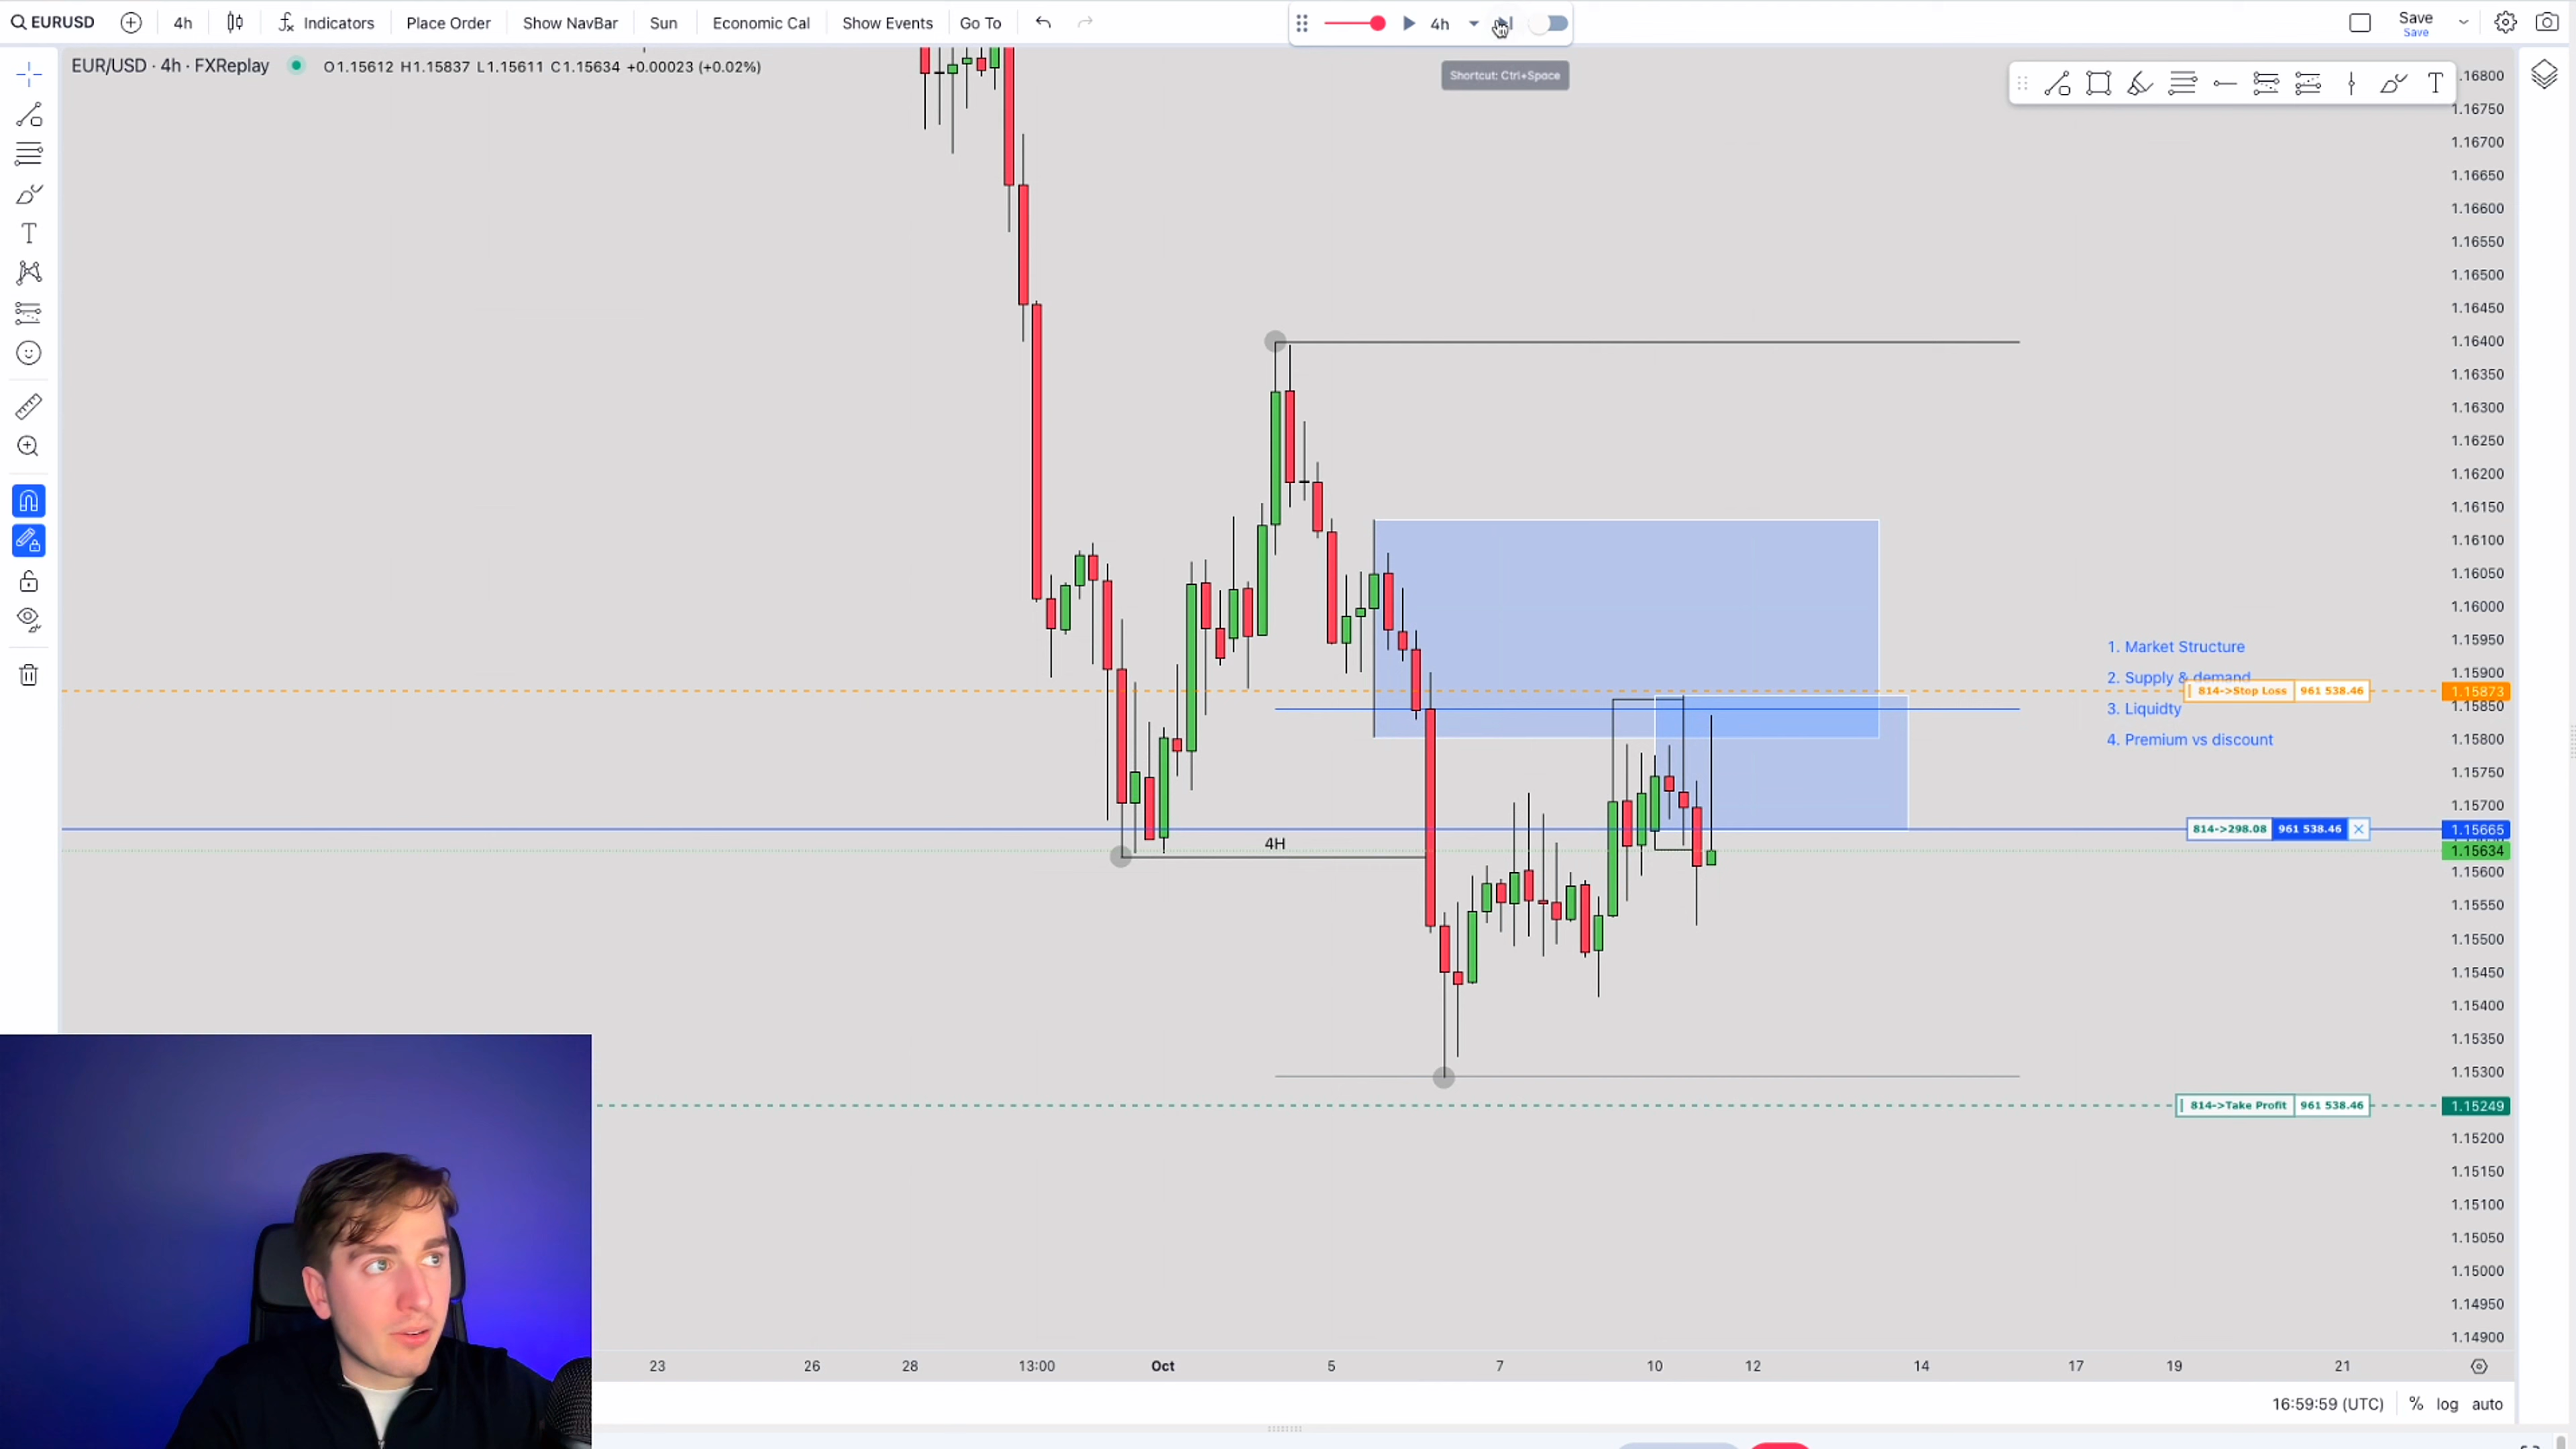 EURUSD 4h Indicators Place Order Show NavBar Sun Economic Cal Show Events Go To 4h Save
Save
EUR/USD · 4h · FXReplay O1.15612 H1.15837 L1.15611 C1.15634 +0.00023 (+0.02%)
Shortcut: Ctrl+Space
1.16750
1.16700
1.16650
1.16600
1.16550
1.16500
1.16450
1.16400
1.16350
1.16300
1.16250
1.16200
1.16150
1.16100
1.16050
1.16000
1. Market Structure
1.15950
2. Supply & demand
1.15900
814->Stop Loss 961 538.46 1.15873
3. Liquidty
1.15850
4. Premium vs discount
1.15800
1.15750
1.15700
814->298.08 961 538.46 1.15665
4H
1.15634
1.15600
1.15550
1.15500
1.15450
1.15400
1.15350
1.15300
814->Take Profit 961 538.46 1.15249
1.15200
1.15150
1.15100
1.15050
1.15000
1.14950
1.14900
23 26 28 13:00 Oct 5 7 10 12 14 17 19 21
16:59:59 (UTC) % log auto